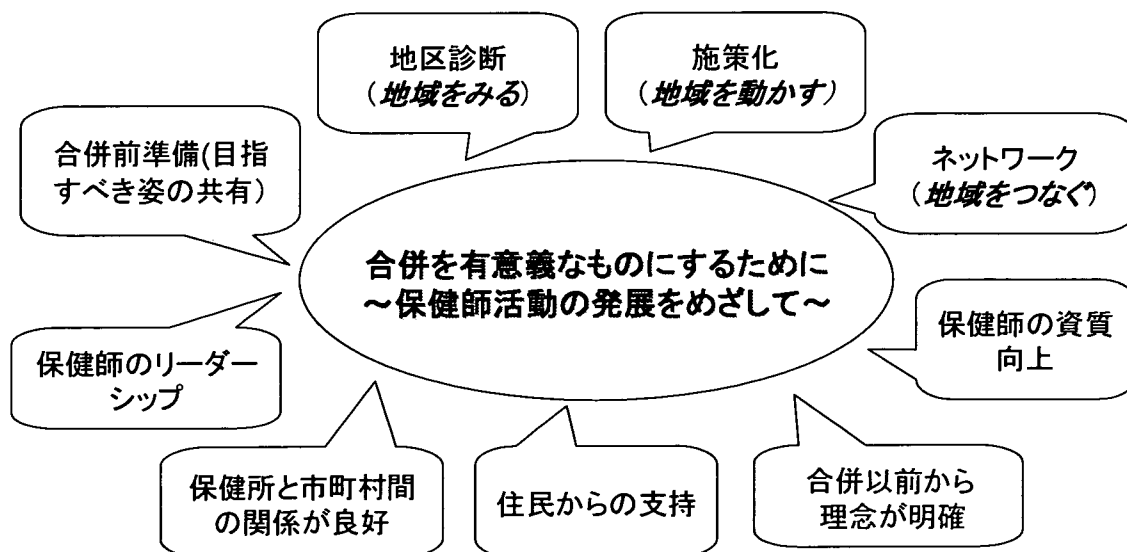 地区診断
（地域をみる）
施策化
（地域を動かす）
合併前準備(目指
すべき姿の共有）
ネットワーク
（地域をつなぐ）
合併を有意義なものにするために
～保健師活動の発展をめざして～
保健師のリーダー
シップ
保健師の資質
向上
保健所と市町村間
の関係が良好
住民からの支持
合併以前から
理念が明確